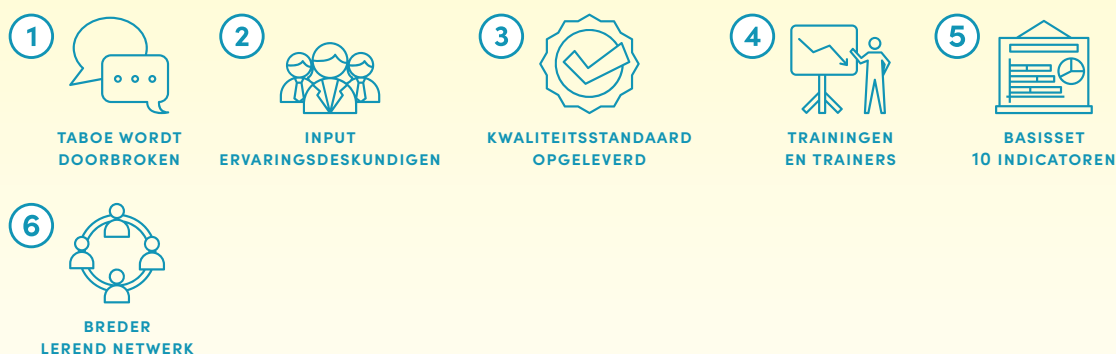 1
TABOE WORDT
DOORBROKEN
2
INPUT
ERVARINGSDESKUNDIGEN
3
KWALITEITSSTANDAARD
OPGELEVERD
4
TRAININGEN
EN TRAINERS
5
BASISSET
10 INDICATOREN
6
BREDER
LEREND NETWERK